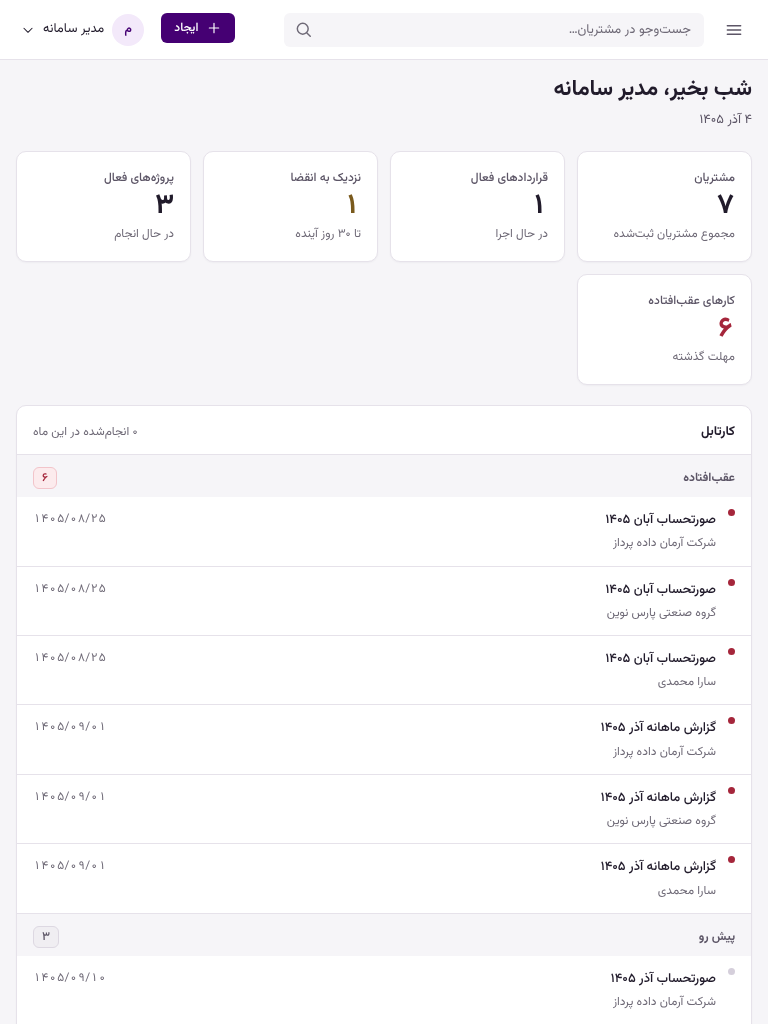 جست‌وجو در مشتریان...
ایجاد
م
مدیر سامانه
شب بخیر، مدیر سامانه
۴ آذر ۱۴۰۵
مشتریان
۷
مجموع مشتریان ثبت‌شده
قراردادهای فعال
۱
در حال اجرا
نزدیک به انقضا
۱
تا ۳۰ روز آینده
پروژه‌های فعال
۳
در حال انجام
کارهای عقب‌افتاده
۶
مهلت گذشته
کارتابل
۰ انجام‌شده در این ماه
عقب‌افتاده
۶
صورتحساب آبان ۱۴۰۵
۱۴۰۵/۰۸/۲۵
شرکت آرمان داده پرداز
صورتحساب آبان ۱۴۰۵
۱۴۰۵/۰۸/۲۵
گروه صنعتی پارس نوین
صورتحساب آبان ۱۴۰۵
۱۴۰۵/۰۸/۲۵
سارا محمدی
گزارش ماهانه آذر ۱۴۰۵
۱۴۰۵/۰۹/۰۱
شرکت آرمان داده پرداز
گزارش ماهانه آذر ۱۴۰۵
۱۴۰۵/۰۹/۰۱
گروه صنعتی پارس نوین
گزارش ماهانه آذر ۱۴۰۵
۱۴۰۵/۰۹/۰۱
سارا محمدی
پیش رو
۳
صورتحساب آذر ۱۴۰۵
۱۴۰۵/۰۹/۱۰
شرکت آرمان داده پرداز